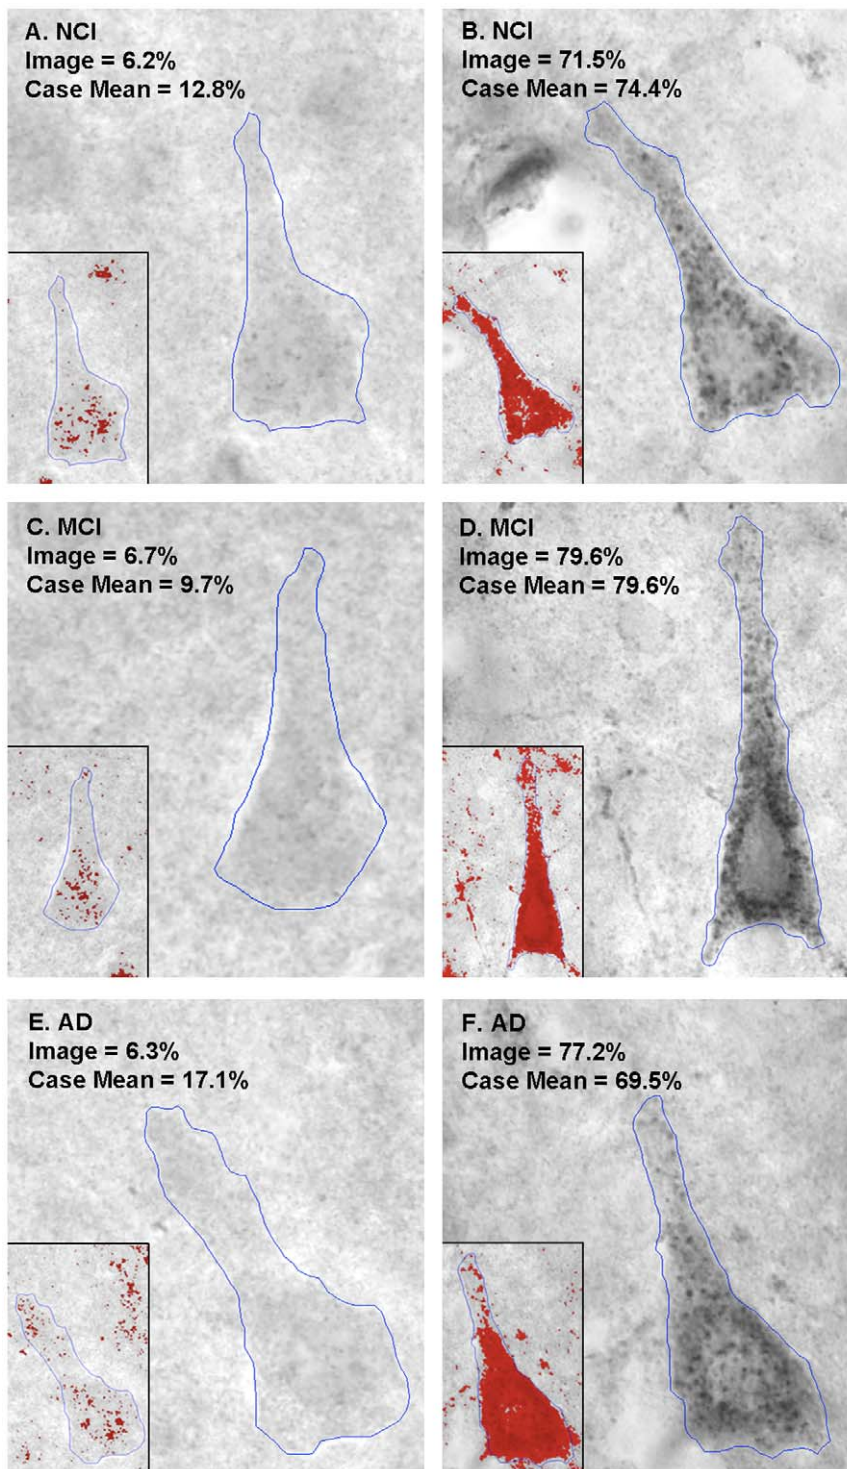 A. NCI
Image = 6.2%
Case Mean = 12.8%
B. NCI
Image = 71.5%
Case Mean = 74.4%
C. MCI
Image = 6.7%
Case Mean = 9.7%
D. MCI
Image = 79.6%
Case Mean = 79.6%
E. AD
Image = 6.3%
Case Mean = 17.1%
F. AD
Image = 77.2%
Case Mean = 69.5%